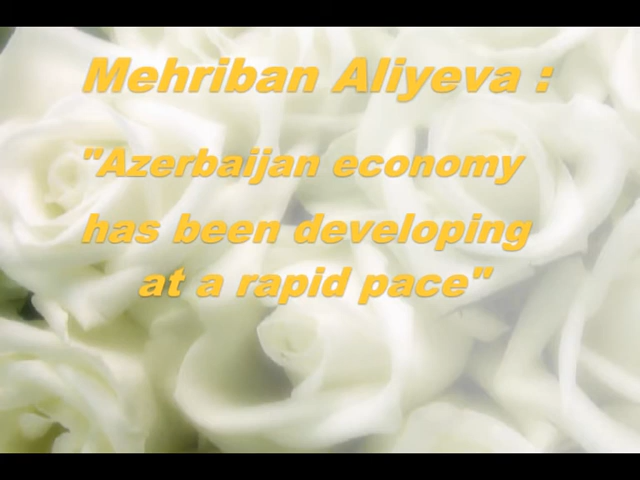 Mehriban Aliyeva :
"Azerbaijan economy
has been developing
at a rapid pace"